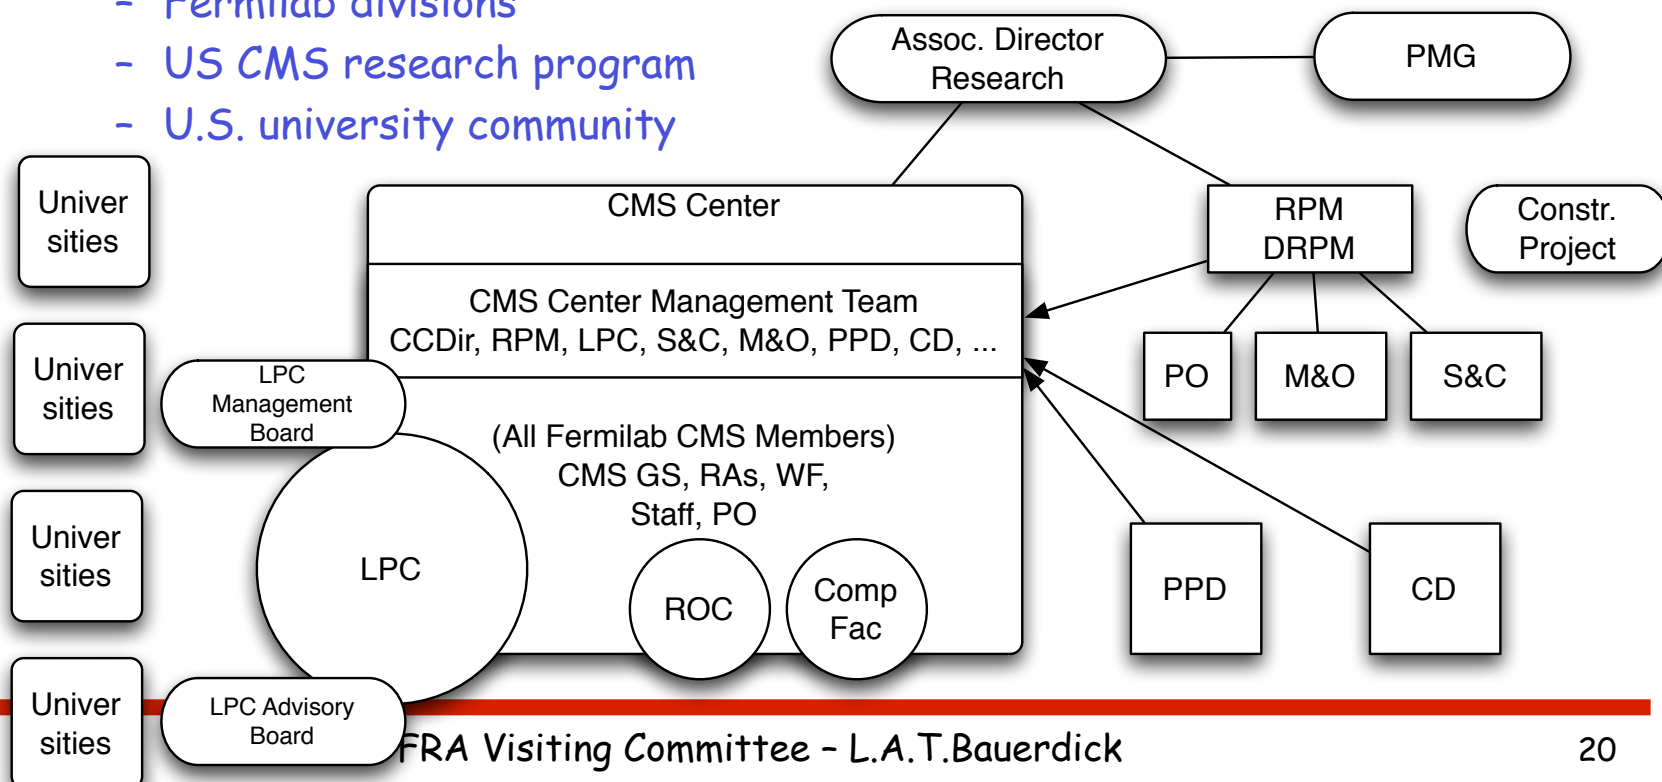 - Fermilab divisions
- US CMS research program
- U.S. university community
Assoc. Director
Research
PMG
Univer
sities
CMS Center
RPM
DRPM
Constr.
Project
CMS Center Management Team
CCDir, RPM, LPC, S&C, M&O, PPD, CD, ...
Univer
sities
LPC
Management
Board
PO
M&O
S&C
(All Fermilab CMS Members)
CMS GS, RAs, WF,
Staff, PO
Univer
sities
LPC
ROC
Comp
Fac
PPD
CD
Univer
sities
LPC Advisory
Board
FRA Visiting Committee - L.A.T.Bauerdick
20